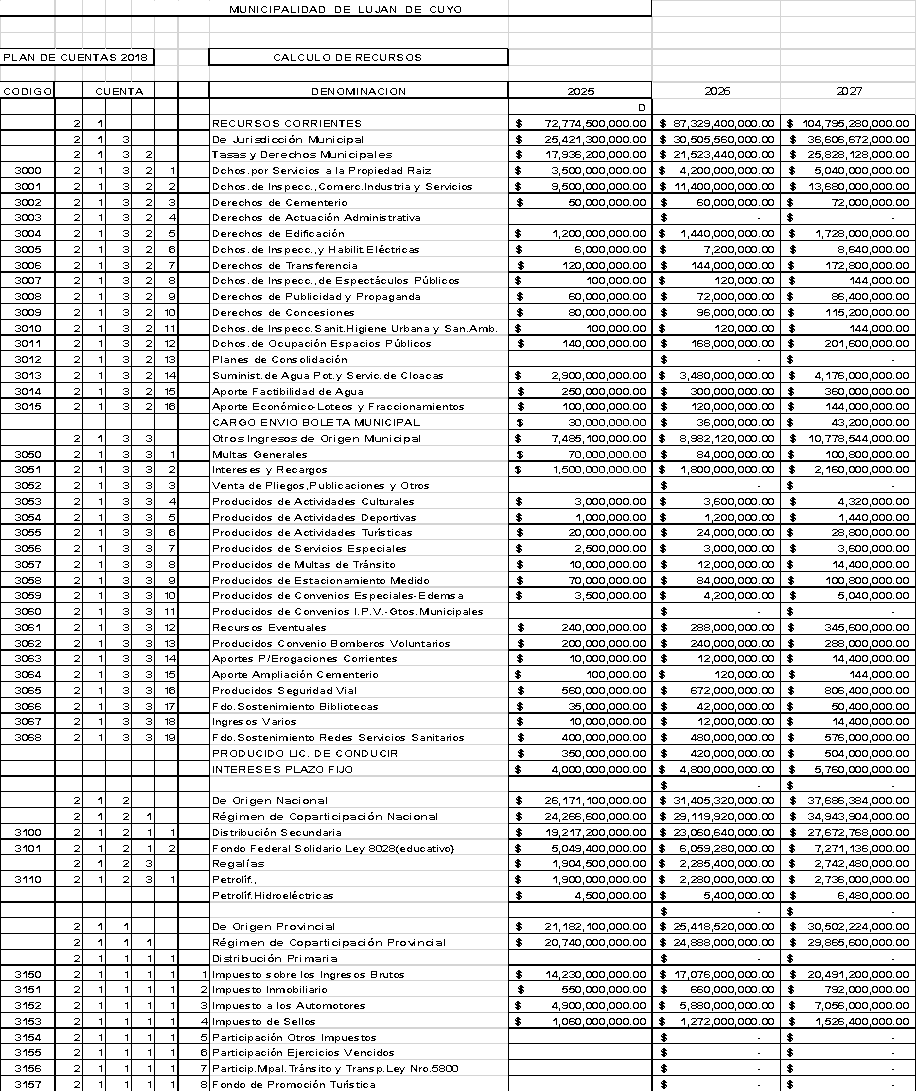 MUNICIPALIDAD DE LUJAN DE CUYO
PLAN DE CUENTAS 2018 CALCULO DE RECURSOS
CODIGO CUENTA DENOMINACION 2025 2026 2027
D
2 1 RECURSOS CORRIENTES $ 72,774,500,000.00 $ 87,329,400,000.00 $ 104,795,280,000.00
2 1 3 De Jurisdicción Municipal $ 25,421,300,000.00 $ 30,505,560,000.00 $ 36,606,672,000.00
2 1 3 2 Tasas y Derechos Municipales $ 17,936,200,000.00 $ 21,523,440,000.00 $ 25,828,128,000.00
3000 2 1 3 2 1 Dchos.por Servicios a la Propiedad Raiz $ 3,500,000,000.00 $ 4,200,000,000.00 $ 5,040,000,000.00
3001 2 1 3 2 2 Dchos.de Inspecc.,Comerc.Industria y Servicios $ 9,500,000,000.00 $ 11,400,000,000.00 $ 13,680,000,000.00
3002 2 1 3 2 3 Derechos de Cementerio $ 50,000,000.00 $ 60,000,000.00 $ 72,000,000.00
3003 2 1 3 2 4 Derechos de Actuación Administrativa $ - $ -
3004 2 1 3 2 5 Derechos de Edificación $ 1,200,000,000.00 $ 1,440,000,000.00 $ 1,728,000,000.00
3005 2 1 3 2 6 Dchos.de Inspecc.,y Habilit.Eléctricas $ 6,000,000.00 $ 7,200,000.00 $ 8,640,000.00
3006 2 1 3 2 7 Derechos de Transferencia $ 120,000,000.00 $ 144,000,000.00 $ 172,800,000.00
3007 2 1 3 2 8 Dchos.de Inspecc.,de Espectáculos Públicos $ 100,000.00 $ 120,000.00 $ 144,000.00
3008 2 1 3 2 9 Derechos de Publicidad y Propaganda $ 60,000,000.00 $ 72,000,000.00 $ 86,400,000.00
3009 2 1 3 2 10 Derechos de Concesiones $ 80,000,000.00 $ 96,000,000.00 $ 115,200,000.00
3010 2 1 3 2 11 Dchos.de Inspecc.Sanit.Higiene Urbana y San.Amb. $ 100,000.00 $ 120,000.00 $ 144,000.00
3011 2 1 3 2 12 Dchos.de Ocupación Espacios Públicos $ 140,000,000.00 $ 168,000,000.00 $ 201,600,000.00
3012 2 1 3 2 13 Planes de Consolidación $ - $ -
3013 2 1 3 2 14 Suminist.de Agua Pot.y Servic.de Cloacas $ 2,900,000,000.00 $ 3,480,000,000.00 $ 4,176,000,000.00
3014 2 1 3 2 15 Aporte Factibilidad de Agua $ 250,000,000.00 $ 300,000,000.00 $ 360,000,000.00
3015 2 1 3 2 16 Aporte Económico-Loteos y Fraccionamientos $ 100,000,000.00 $ 120,000,000.00 $ 144,000,000.00
CARGO ENVIO BOLETA MUNICIPAL $ 30,000,000.00 $ 36,000,000.00 $ 43,200,000.00
2 1 3 3 Otros Ingresos de Origen Municipal $ 7,485,100,000.00 $ 8,982,120,000.00 $ 10,778,544,000.00
3050 2 1 3 3 1 Multas Generales $ 70,000,000.00 $ 84,000,000.00 $ 100,800,000.00
3051 2 1 3 3 2 Intereses y Recargos $ 1,500,000,000.00 $ 1,800,000,000.00 $ 2,160,000,000.00
3052 2 1 3 3 3 Venta de Pliegos,Publicaciones y Otros $ - $ -
3053 2 1 3 3 4 Producidos de Actividades Culturales $ 3,000,000.00 $ 3,600,000.00 $ 4,320,000.00
3054 2 1 3 3 5 Producidos de Actividades Deportivas $ 1,000,000.00 $ 1,200,000.00 $ 1,440,000.00
3055 2 1 3 3 6 Producidos de Actividades Turísticas $ 20,000,000.00 $ 24,000,000.00 $ 28,800,000.00
3056 2 1 3 3 7 Producidos de Servicios Especiales $ 2,500,000.00 $ 3,000,000.00 $ 3,600,000.00
3057 2 1 3 3 8 Producidos de Multas de Tránsito $ 10,000,000.00 $ 12,000,000.00 $ 14,400,000.00
3058 2 1 3 3 9 Producidos de Estacionamiento Medido $ 70,000,000.00 $ 84,000,000.00 $ 100,800,000.00
3059 2 1 3 3 10 Producidos de Convenios Especiales-Edemsa $ 3,500,000.00 $ 4,200,000.00 $ 5,040,000.00
3060 2 1 3 3 11 Producidos de Convenios I.P.V.-Gtos.Municipales $ - $ -
3061 2 1 3 3 12 Recursos Eventuales $ 240,000,000.00 $ 288,000,000.00 $ 345,600,000.00
3062 2 1 3 3 13 Producidos Convenio Bomberos Voluntarios $ 200,000,000.00 $ 240,000,000.00 $ 288,000,000.00
3063 2 1 3 3 14 Aportes P/Erogaciones Corrientes $ 10,000,000.00 $ 12,000,000.00 $ 14,400,000.00
3064 2 1 3 3 15 Aporte Ampliación Cementerio $ 100,000.00 $ 120,000.00 $ 144,000.00
3065 2 1 3 3 16 Producidos Seguridad Vial $ 560,000,000.00 $ 672,000,000.00 $ 806,400,000.00
3066 2 1 3 3 17 Fdo.Sostenimiento Bibliotecas $ 35,000,000.00 $ 42,000,000.00 $ 50,400,000.00
3067 2 1 3 3 18 Ingresos Varios $ 10,000,000.00 $ 12,000,000.00 $ 14,400,000.00
3068 2 1 3 3 19 Fdo.Sostenimiento Redes Servicios Sanitarios $ 400,000,000.00 $ 480,000,000.00 $ 576,000,000.00
PRODUCIDO LIC. DE CONDUCIR $ 350,000,000.00 $ 420,000,000.00 $ 504,000,000.00
INTERESES PLAZO FIJO $ 4,000,000,000.00 $ 4,800,000,000.00 $ 5,760,000,000.00
$ - $ -
2 1 2 De Origen Nacional $ 26,171,100,000.00 $ 31,405,320,000.00 $ 37,686,384,000.00
2 1 2 1 Régimen de Coparticipación Nacional $ 24,266,600,000.00 $ 29,119,920,000.00 $ 34,943,904,000.00
3100 2 1 2 1 1 Distribución Secundaria $ 19,217,200,000.00 $ 23,060,640,000.00 $ 27,672,768,000.00
3101 2 1 2 1 2 Fondo Federal Solidario Ley 8028(educativo) $ 5,049,400,000.00 $ 6,059,280,000.00 $ 7,271,136,000.00
2 1 2 3 Regalías $ 1,904,500,000.00 $ 2,285,400,000.00 $ 2,742,480,000.00
3110 2 1 2 3 1 Petrolíf., $ 1,900,000,000.00 $ 2,280,000,000.00 $ 2,736,000,000.00
Petrolíf.Hidroeléctricas $ 4,500,000.00 $ 5,400,000.00 $ 6,480,000.00
$ - $ -
2 1 1 De Origen Provincial $ 21,182,100,000.00 $ 25,418,520,000.00 $ 30,502,224,000.00
2 1 1 1 Régimen de Coparticipación Provincial $ 20,740,000,000.00 $ 24,888,000,000.00 $ 29,865,600,000.00
2 1 1 1 1 Distribución Primaria $ - $ -
3150 2 1 1 1 1 1 Impuesto sobre los Ingresos Brutos $ 14,230,000,000.00 $ 17,076,000,000.00 $ 20,491,200,000.00
3151 2 1 1 1 1 2 Impuesto Inmobiliario $ 550,000,000.00 $ 660,000,000.00 $ 792,000,000.00
3152 2 1 1 1 1 3 Impuesto a los Automotores $ 4,900,000,000.00 $ 5,880,000,000.00 $ 7,056,000,000.00
3153 2 1 1 1 1 4 Impuesto de Sellos $ 1,060,000,000.00 $ 1,272,000,000.00 $ 1,526,400,000.00
3154 2 1 1 1 1 5 Participación Otros Impuestos $ - $ -
3155 2 1 1 1 1 6 Participación Ejercicios Vencidos $ - $ -
3156 2 1 1 1 1 7 Particip.Mpal.Tránsito y Transp.Ley Nro.5800 $ - $ -
3157 2 1 1 1 1 8 Fondo de Promoción Turística $ - $ -